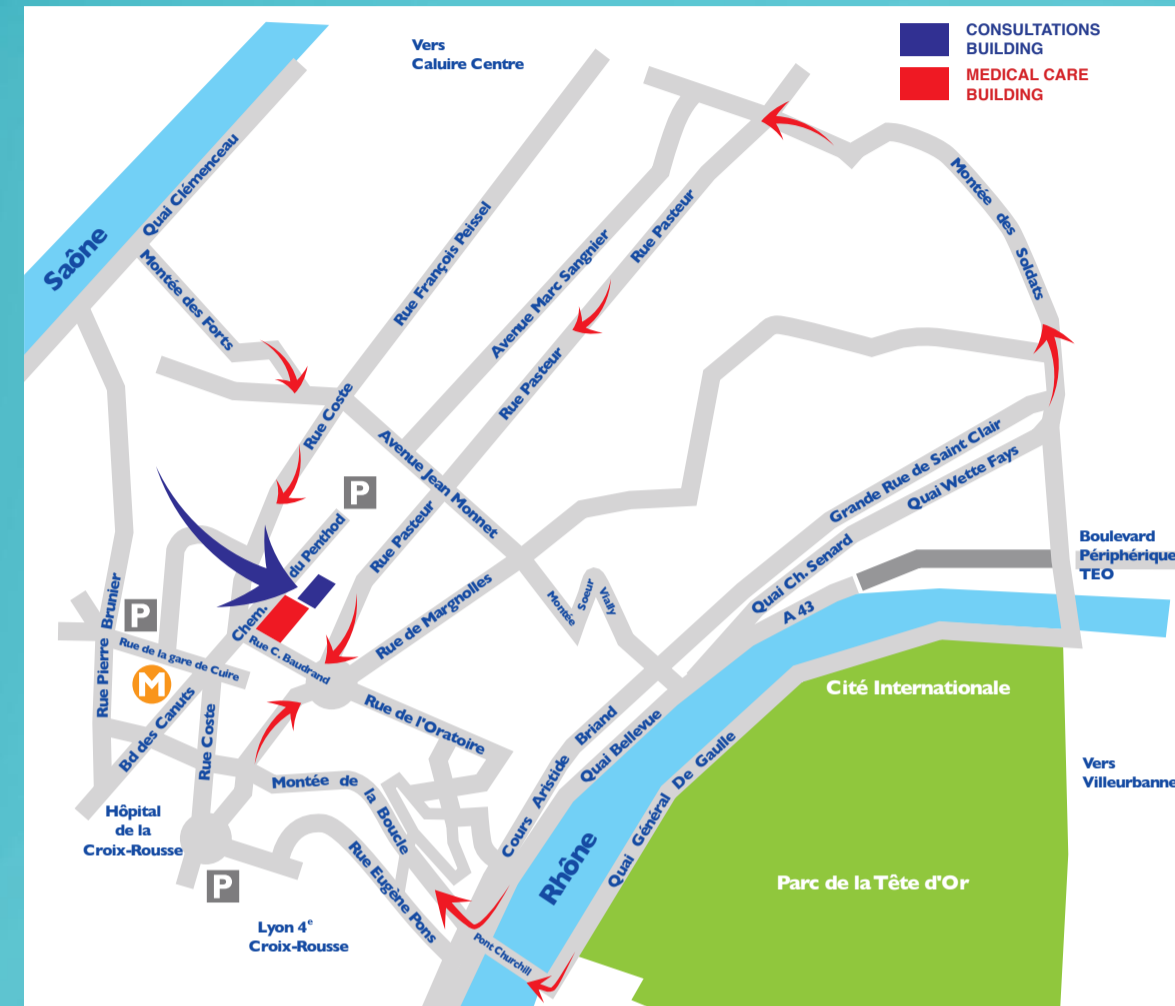 Vers
Caluire Centre
CONSULTATIONS
BUILDING
MEDICAL CARE
BUILDING
Saône
Quai Clémenceau
Montée des Forts
Rue François Peissel
Avenue Marc Sangnier
Rue Pasteur
Montée des Soldats
Rue Pasteur
Rue Coste
Avenue Jean Monnet
Grande Rue de Saint Clair
Quai Wette Fays
P
Rue Pasteur
Chem. du Penthod
Quai Ch. Senard
A 43
Boulevard
Périphérique
TEO
Montée
Soeur
Vially
Rue de Margnolles
Rue Pierre Brunier
P
Rue de la gare de Cuire
Rue C. Baudrand
M
Bd des Canuts
Rue Coste
Rue de l'Oratoire
Cité Internationale
Cours Aristide Briand
Quai Bellevue
Quai Général De Gaulle
Vers
Villeurbanne
Montée de la Boucle
Hôpital
de la
Croix-Rousse
Rue Eugène Pons
Rhône
P
Parc de la Tête d'Or
Lyon 4e
Croix-Rousse
Pont Churchill